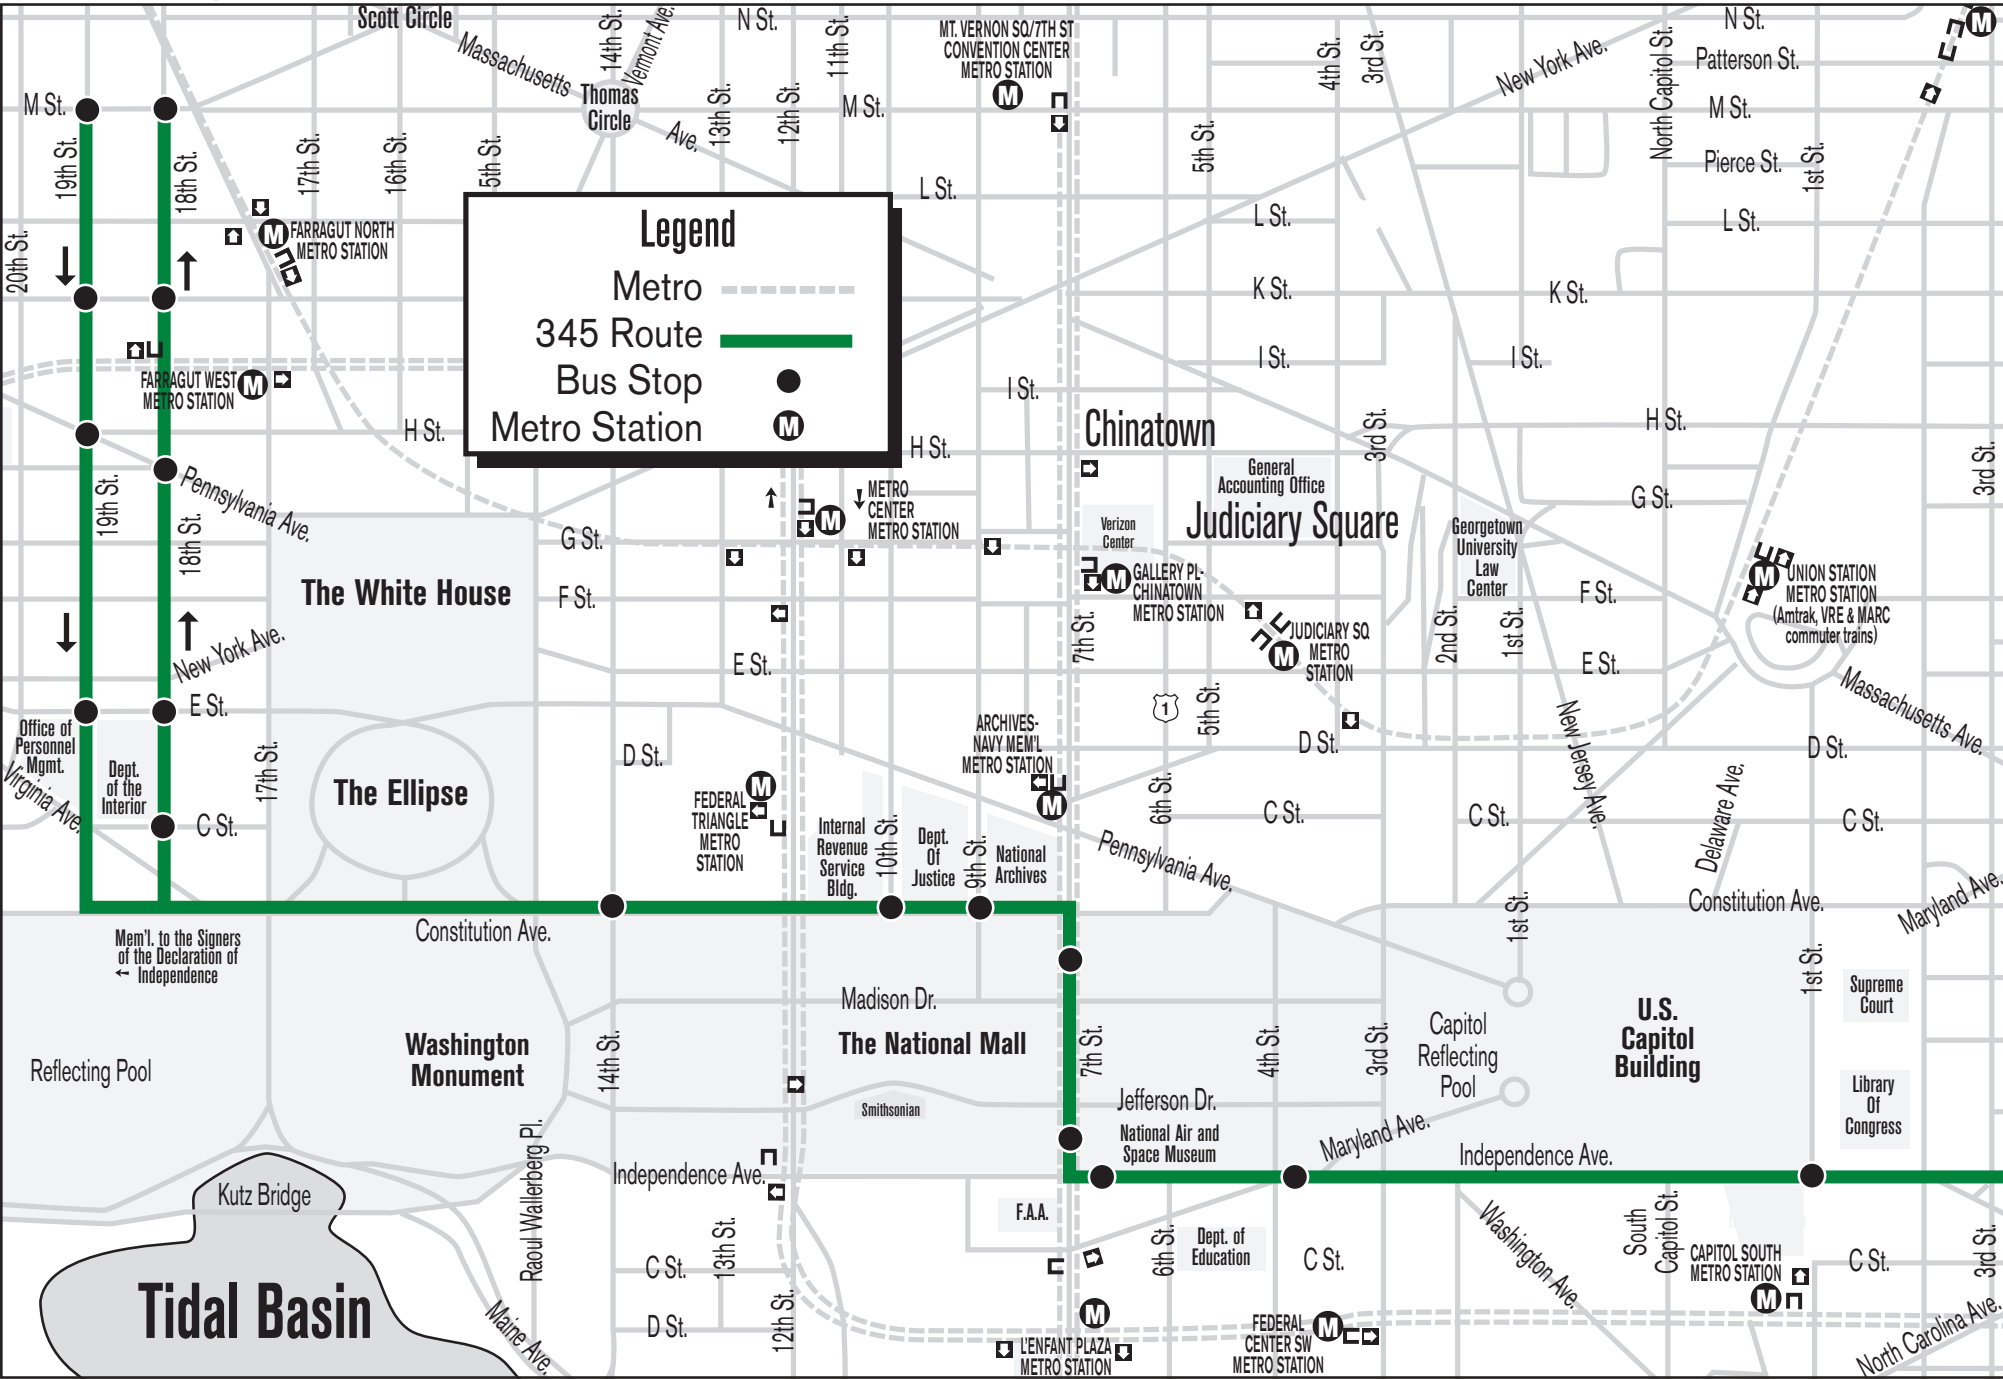 Scott Circle
Massachusetts
Ave.
14th St.
Vermont Ave.
Thomas
Circle
N St.
11th St.
13th St.
12th St.
M St.
MT. VERNON SQ/7TH ST
CONVENTION CENTER
METRO STATION
M
4th St.
3rd St.
New York Ave.
North Capitol St.
N St.
Patterson St.
M St.
Pierce St.
1st St.
L St.
M
M St.
19th St.
18th St.
17th St.
16th St.
5th St.
20th St.
M
FARRAGUT NORTH
METRO STATION
FARRAGUT WEST
METRO STATION
M
H St.
Legend
Metro
345 Route
Bus Stop
Metro Station
M
L St.
5th St.
L St.
K St.
K St.
I St.
I St.
I St.
H St.
Chinatown
3rd St.
H St.
3rd St.
G St.
General
Accounting Office
Judiciary Square
Verizon
Center
Georgetown
University
Law
Center
19th St.
Pennsylvania Ave.
18th St.
The White House
New York Ave.
E St.
G St.
F St.
E St.
M
METRO
CENTER
METRO STATION
M
GALLERY PL-
CHINATOWN
METRO STATION
7th St.
JUDICIARY SQ
METRO
STATION
M
2nd St.
1st St.
F St.
E St.
M
UNION STATION
METRO STATION
(Amtrak, VRE & MARC
commuter trains)
Massachusetts Ave.
Office of
Personnel
Mgmt.
Virginia Ave.
Dept.
of the
Interior
C St.
17th St.
The Ellipse
D St.
M
FEDERAL
TRIANGLE
METRO
STATION
Internal
Revenue
Service
Bldg.
10th St.
Dept.
Of
Justice
9th St.
National
Archives
ARCHIVES-
NAVY MEM'L
METRO STATION
M
1
5th St.
6th St.
D St.
C St.
Pennsylvania Ave.
New Jersey Ave.
C St.
Delaware Ave.
D St.
C St.
Constitution Ave.
Maryland Ave.
1st St.
1st St.
Supreme
Court
Constitution Ave.
Mem'l. to the Signers
of the Declaration of
Independence
Reflecting Pool
Washington
Monument
14th St.
Madison Dr.
The National Mall
Smithsonian
7th St.
4th St.
3rd St.
Capitol
Reflecting
Pool
U.S.
Capitol
Building
Library
Of
Congress
Jefferson Dr.
National Air and
Space Museum
Maryland Ave.
Independence Ave.
Kutz Bridge
Tidal Basin
Raoul Wallerberg Pl.
Maine Ave.
Independence Ave.
C St.
13th St.
D St.
12th St.
F.A.A.
6th St.
Dept. of
Education
C St.
Washington Ave.
South
Capitol St.
CAPITOL SOUTH
METRO STATION
M
C St.
3rd St.
North Carolina Ave.
M
L'ENFANT PLAZA
METRO STATION
FEDERAL
CENTER SW
METRO STATION
M